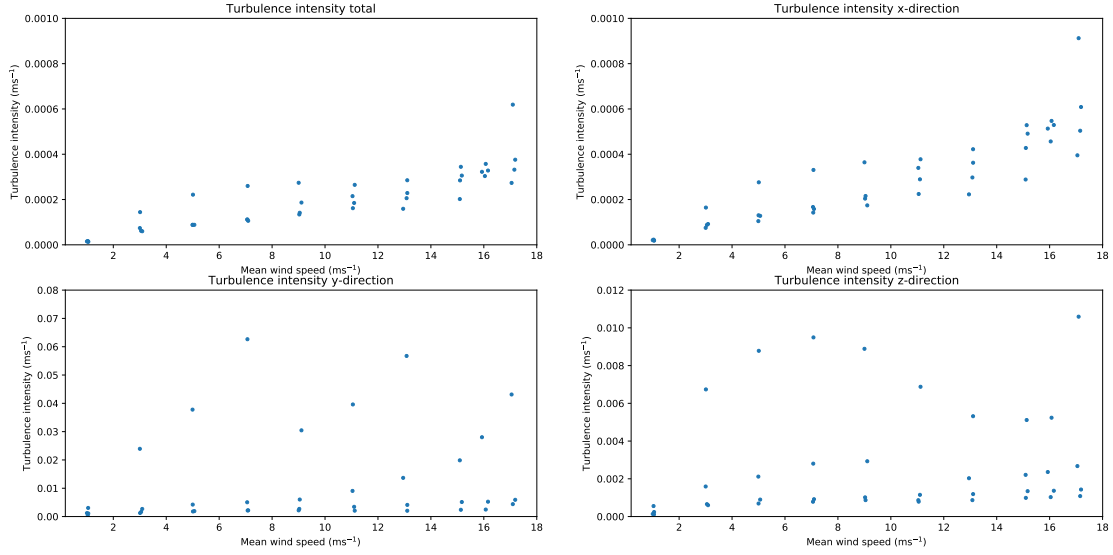 Turbulence intensity total
Turbulence intensity (ms⁻¹)
0.0010
0.0008
0.0006
0.0004
0.0002
0.0000
2 4 6 8 10 12 14 16 18
Mean wind speed (ms⁻¹)
Turbulence intensity x-direction
Turbulence intensity (ms⁻¹)
0.0010
0.0008
0.0006
0.0004
0.0002
0.0000
2 4 6 8 10 12 14 16 18
Mean wind speed (ms⁻¹)
Turbulence intensity y-direction
Turbulence intensity (ms⁻¹)
0.08
0.07
0.06
0.05
0.04
0.03
0.02
0.01
0.00
2 4 6 8 10 12 14 16 18
Mean wind speed (ms⁻¹)
Turbulence intensity z-direction
Turbulence intensity (ms⁻¹)
0.012
0.010
0.008
0.006
0.004
0.002
0.000
2 4 6 8 10 12 14 16 18
Mean wind speed (ms⁻¹)